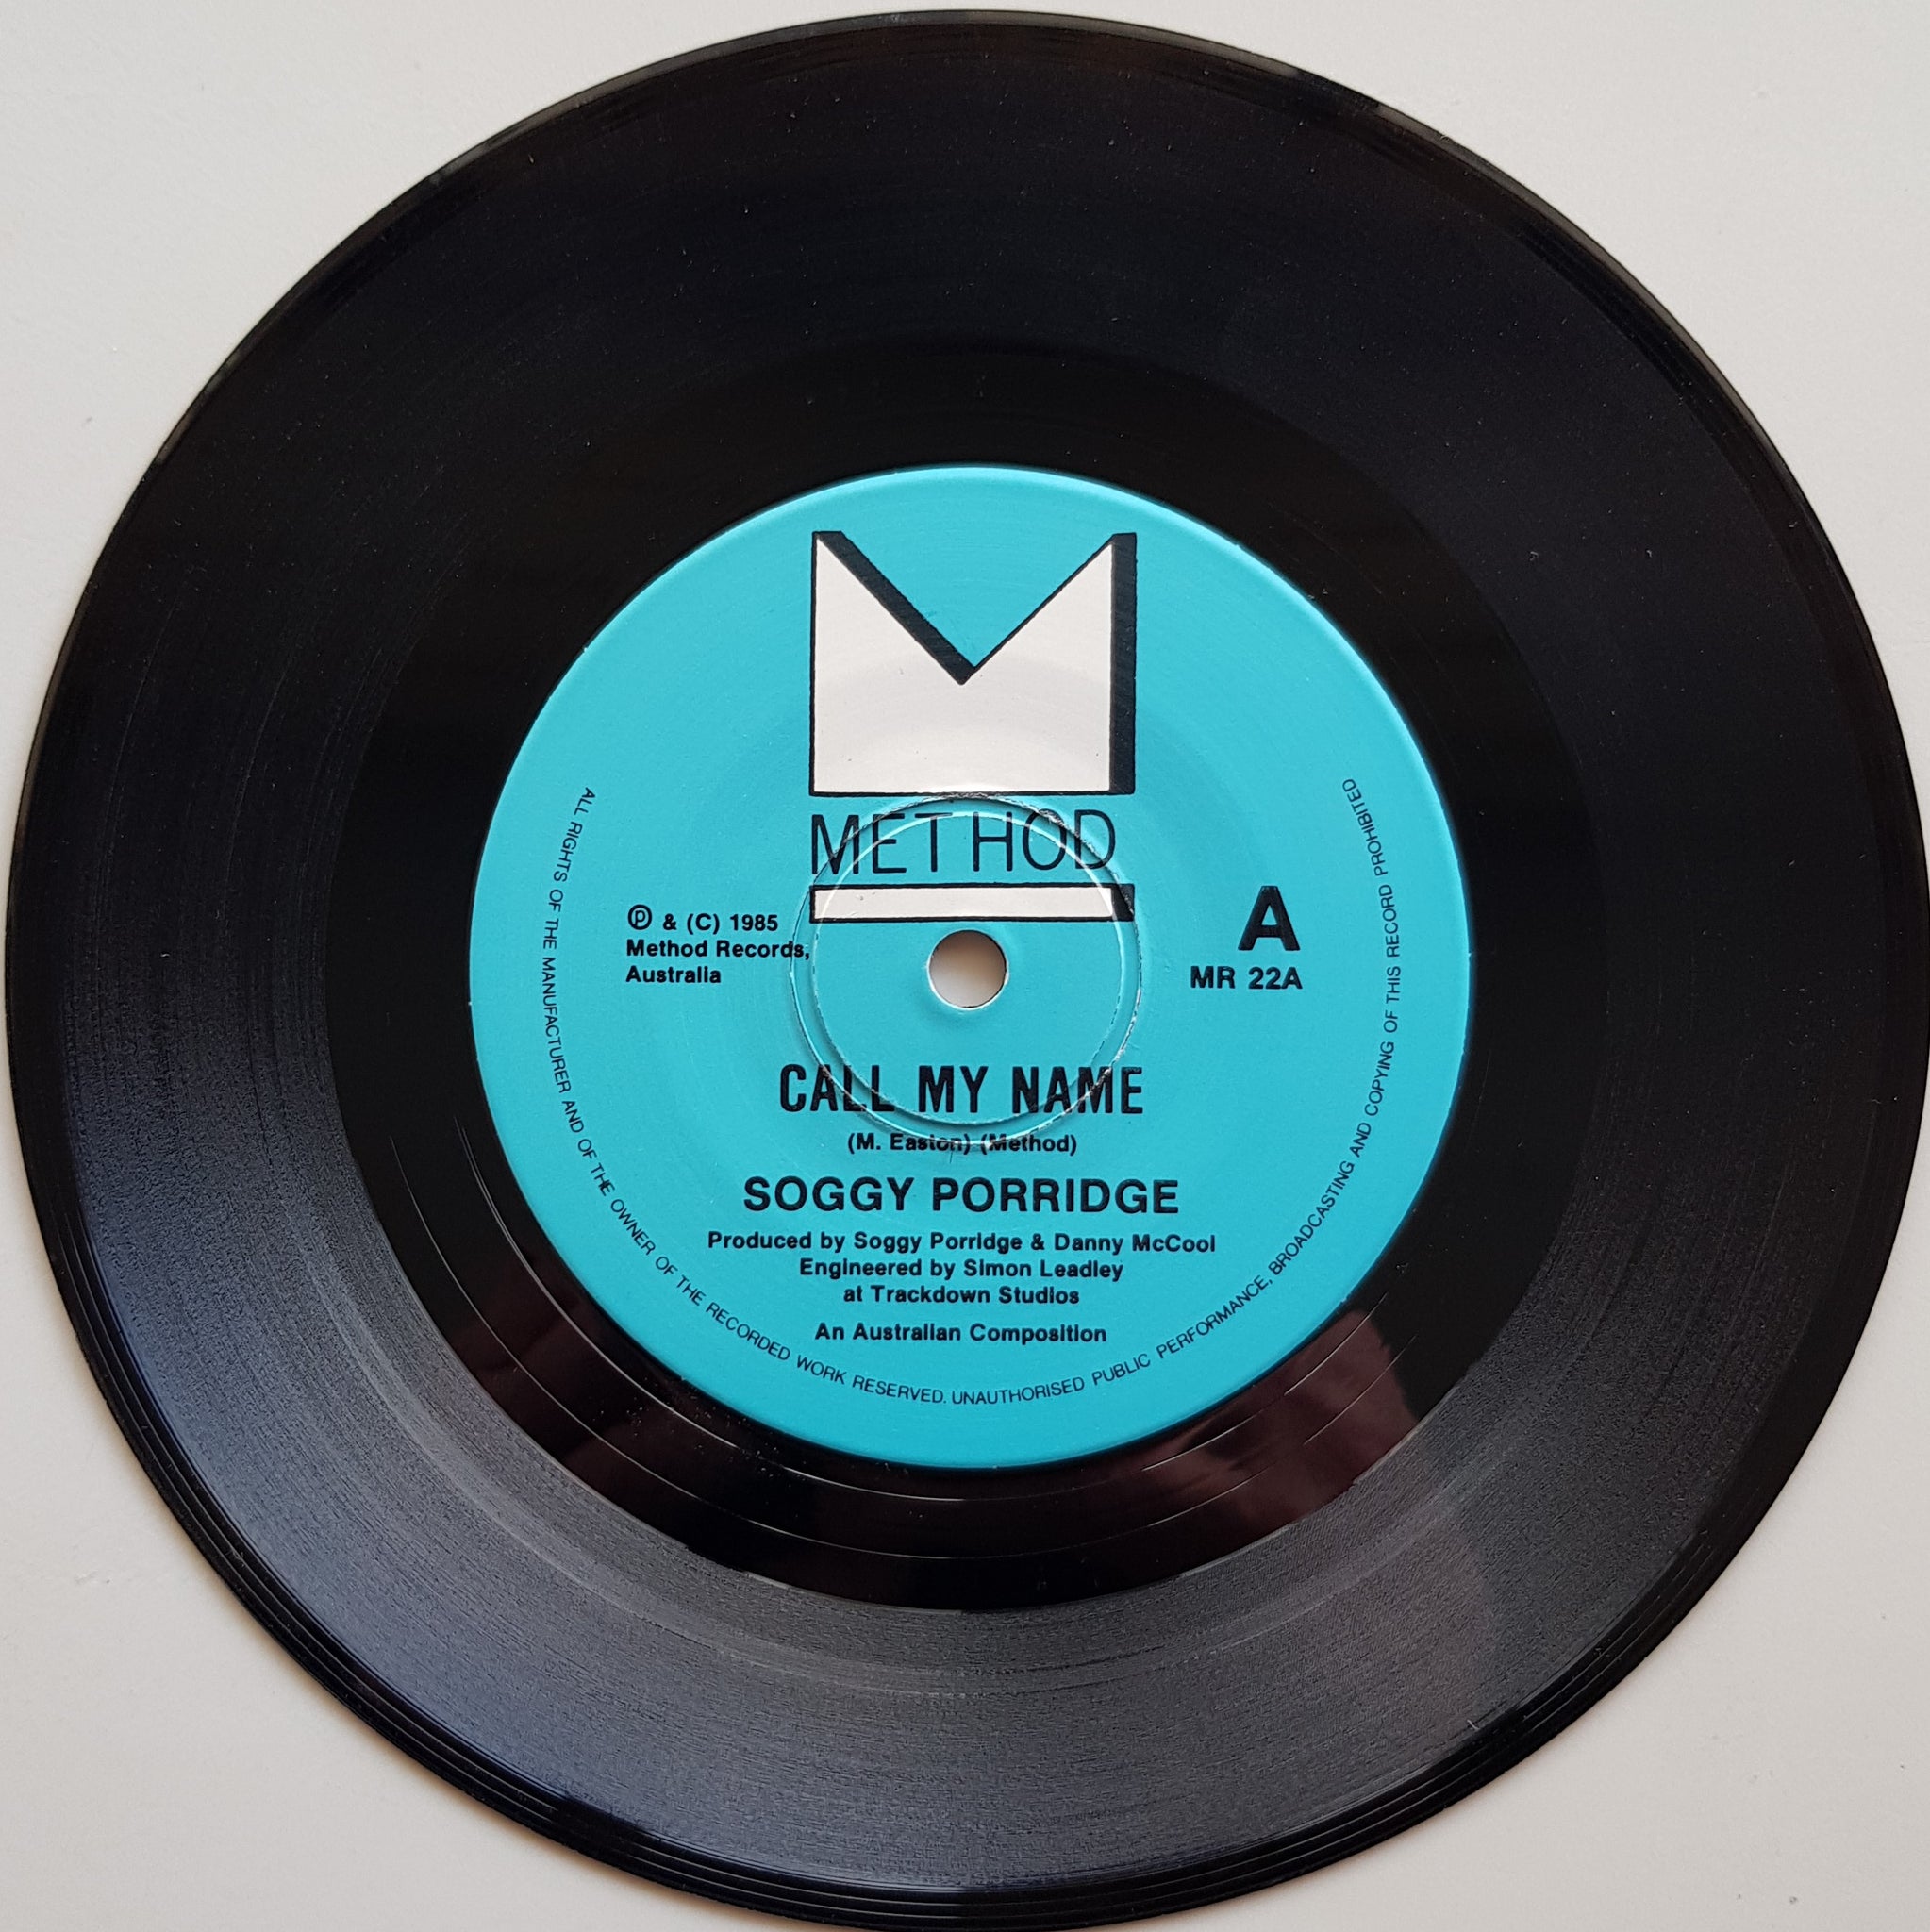 METHOD
Ⓟ & (C) 1985
Method Records,
Australia
A
MR 22A
CALL MY NAME
(M. Easton) (Method)
SOGGY PORRIDGE
Produced by Soggy Porridge & Danny McCool
Engineered by Simon Leadley
at Trackdown Studios
An Australian Composition
ALL RIGHTS OF THE MANUFACTURER AND OF THE OWNER OF THE RECORDED WORK RESERVED. UNAUTHORISED PUBLIC PERFORMANCE, BROADCASTING AND COPYING OF THIS RECORD PROHIBITED